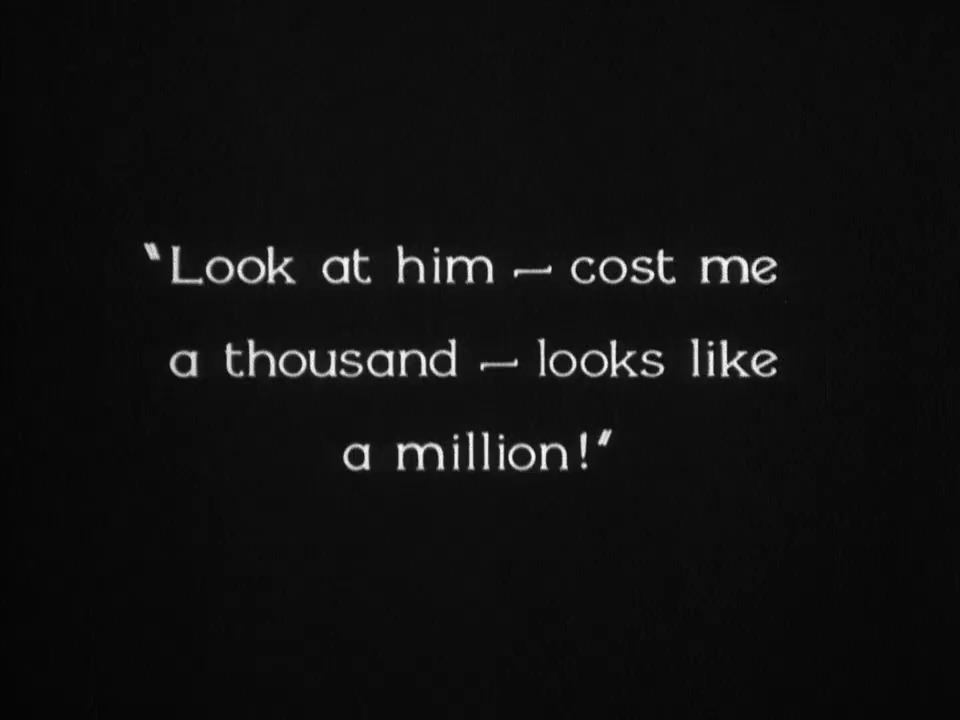 "Look at him — cost me
a thousand — looks like
a million!"